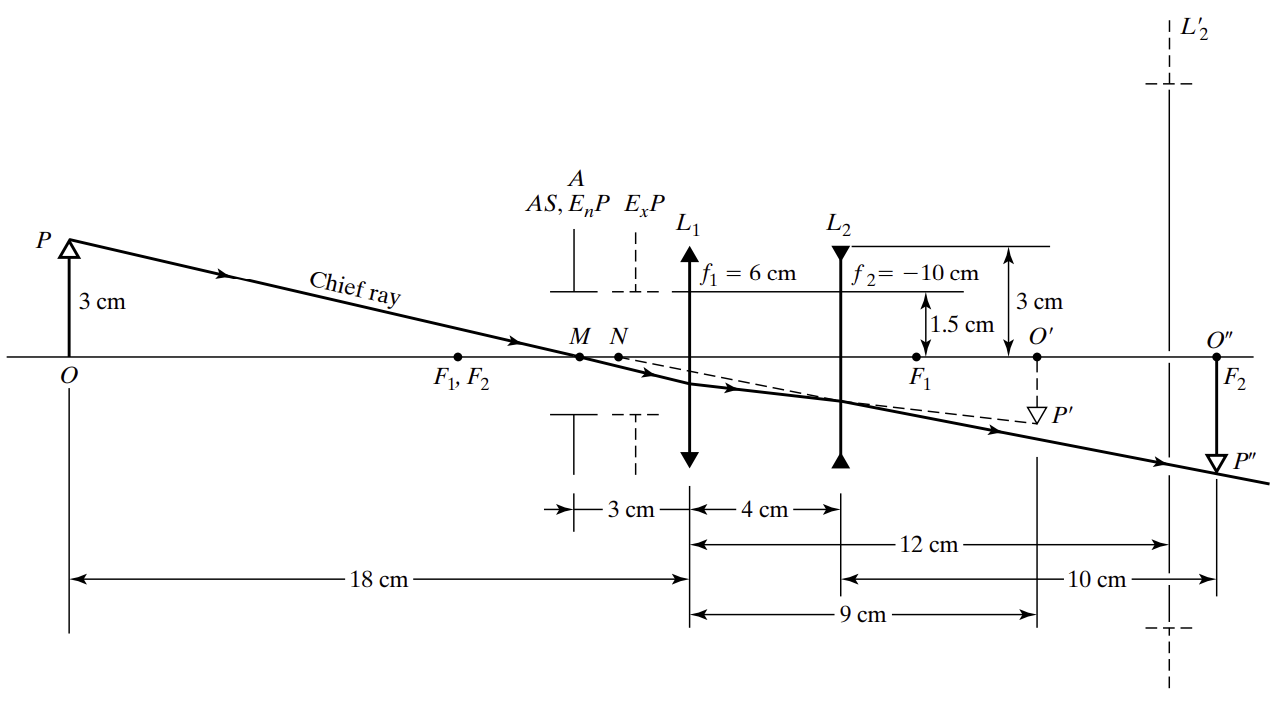 L′₂
A
AS, EₙP EₓP
L₁
L₂
P
Chief ray
f₁ = 6 cm
f₂= −10 cm
3 cm
3 cm
1.5 cm
M
N
O′
O″
O
F₁, F₂
F₁
F₂
P′
P″
3 cm
4 cm
12 cm
18 cm
10 cm
9 cm